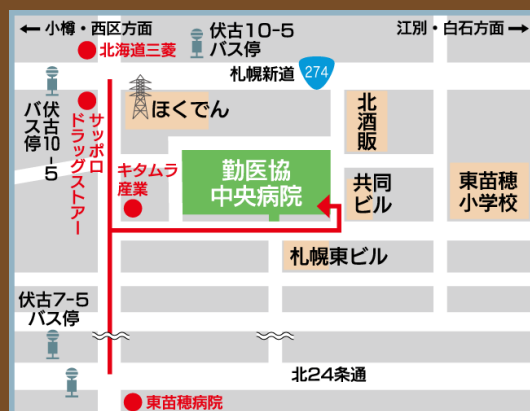 ← 小樽・西区方面
伏古10-5
バス停
江別・白石方面 →
北海道三菱
札幌新道
274
伏古10-5
バス停
サッポロ
ドラッグストアー
ほくでん
北酒販
キタムラ
産業
勤医協
中央病院
共同
ビル
東苗穂
小学校
札幌東ビル
伏古7-5
バス停
北24条通
東苗穂病院